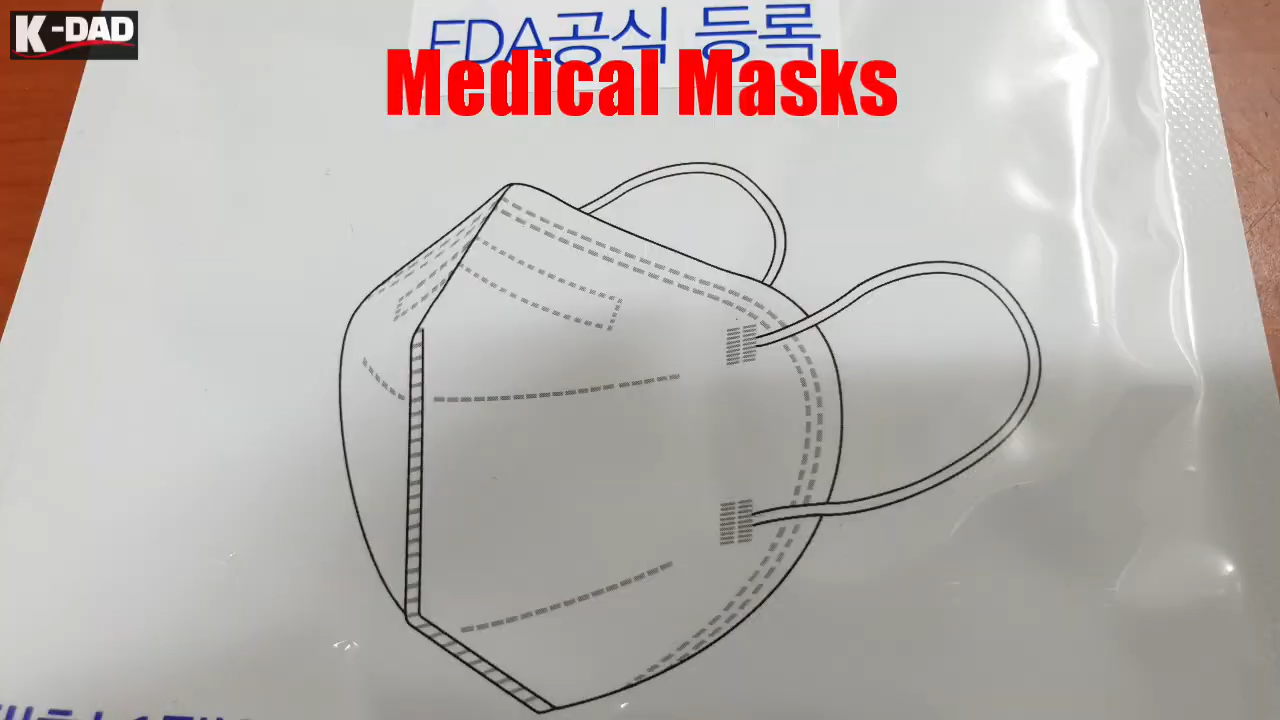 K-DAD
FDA공식 등록
Medical Masks